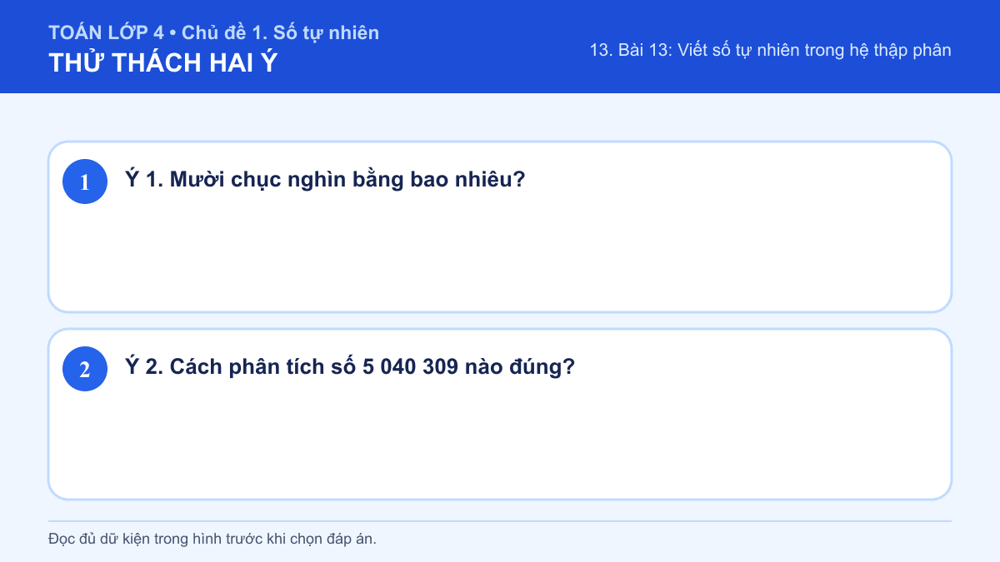 TOÁN LỚP 4 • Chủ đề 1. Số tự nhiên
THỬ THÁCH HAI Ý
13. Bài 13: Viết số tự nhiên trong hệ thập phân
1
Ý 1. Mười chục nghìn bằng bao nhiêu?
2
Ý 2. Cách phân tích số 5 040 309 nào đúng?
Đọc đủ dữ kiện trong hình trước khi chọn đáp án.